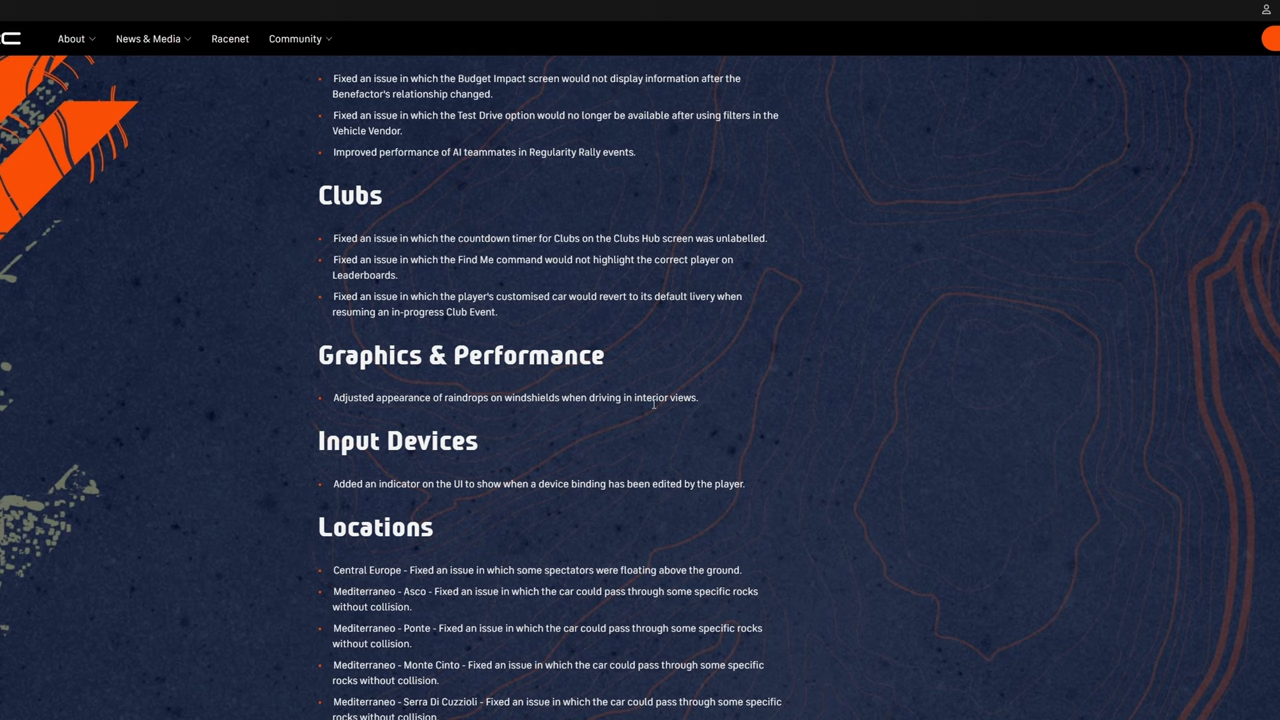 About
News & Media
Racenet
Community
Fixed an issue in which the Budget Impact screen would not display information after the
Benefactor's relationship changed.
Fixed an issue in which the Test Drive option would no longer be available after using filters in the
Vehicle Vendor.
Improved performance of AI teammates in Regularity Rally events.
Clubs
Fixed an issue in which the countdown timer for Clubs on the Clubs Hub screen was unlabelled.
Fixed an issue in which the Find Me command would not highlight the correct player on
Leaderboards.
Fixed an issue in which the player's customised car would revert to its default livery when
resuming an in-progress Club Event.
Graphics & Performance
Adjusted appearance of raindrops on windshields when driving in interior views.
Input Devices
Added an indicator on the UI to show when a device binding has been edited by the player.
Locations
Central Europe - Fixed an issue in which some spectators were floating above the ground.
Mediterraneo - Asco - Fixed an issue in which the car could pass through some specific rocks
without collision.
Mediterraneo - Ponte - Fixed an issue in which the car could pass through some specific rocks
without collision.
Mediterraneo - Monte Cinto - Fixed an issue in which the car could pass through some specific
rocks without collision.
Mediterraneo - Serra Di Cuzzioli - Fixed an issue in which the car could pass through some specific
rocks without collision.